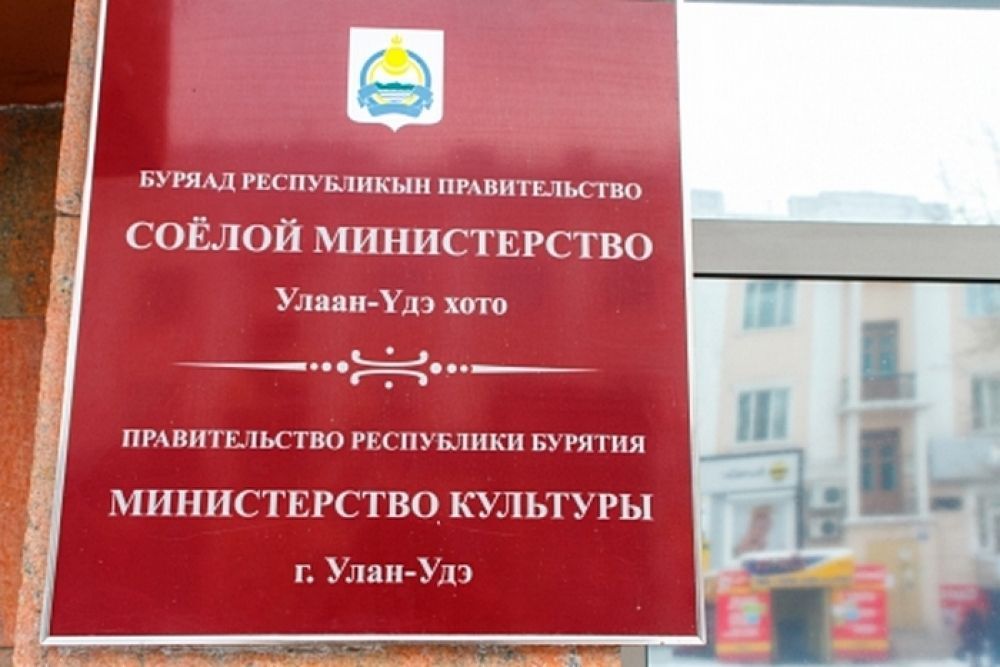 БУРЯАД РЕСПУБЛИКЫН ПРАВИТЕЛЬСТВО
СОЁЛОЙ МИНИСТЕРСТВО
Улаан-Үдэ хото
ПРАВИТЕЛЬСТВО РЕСПУБЛИКИ БУРЯТИЯ
МИНИСТЕРСТВО КУЛЬТУРЫ
г. Улан-Удэ